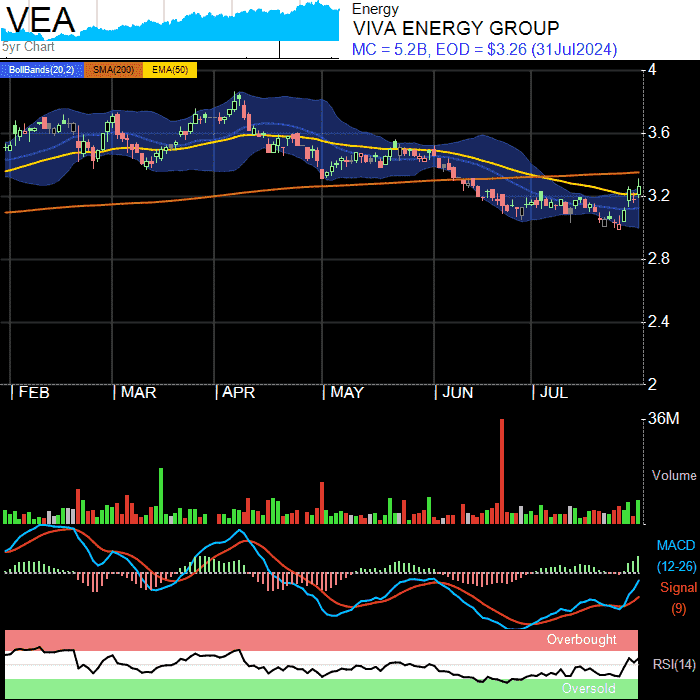 VEA
5yr Chart
Energy
VIVA ENERGY GROUP
MC = 5.2B, EOD = $3.26 (31Jul2024)
BollBands(20,2) SMA(200) EMA(50)
4
3.6
3.2
2.8
2.4
2
FEB MAR APR MAY JUN JUL
36M
Volume
MACD
(12-26)
Signal
(9)
Overbought
RSI(14)
Oversold